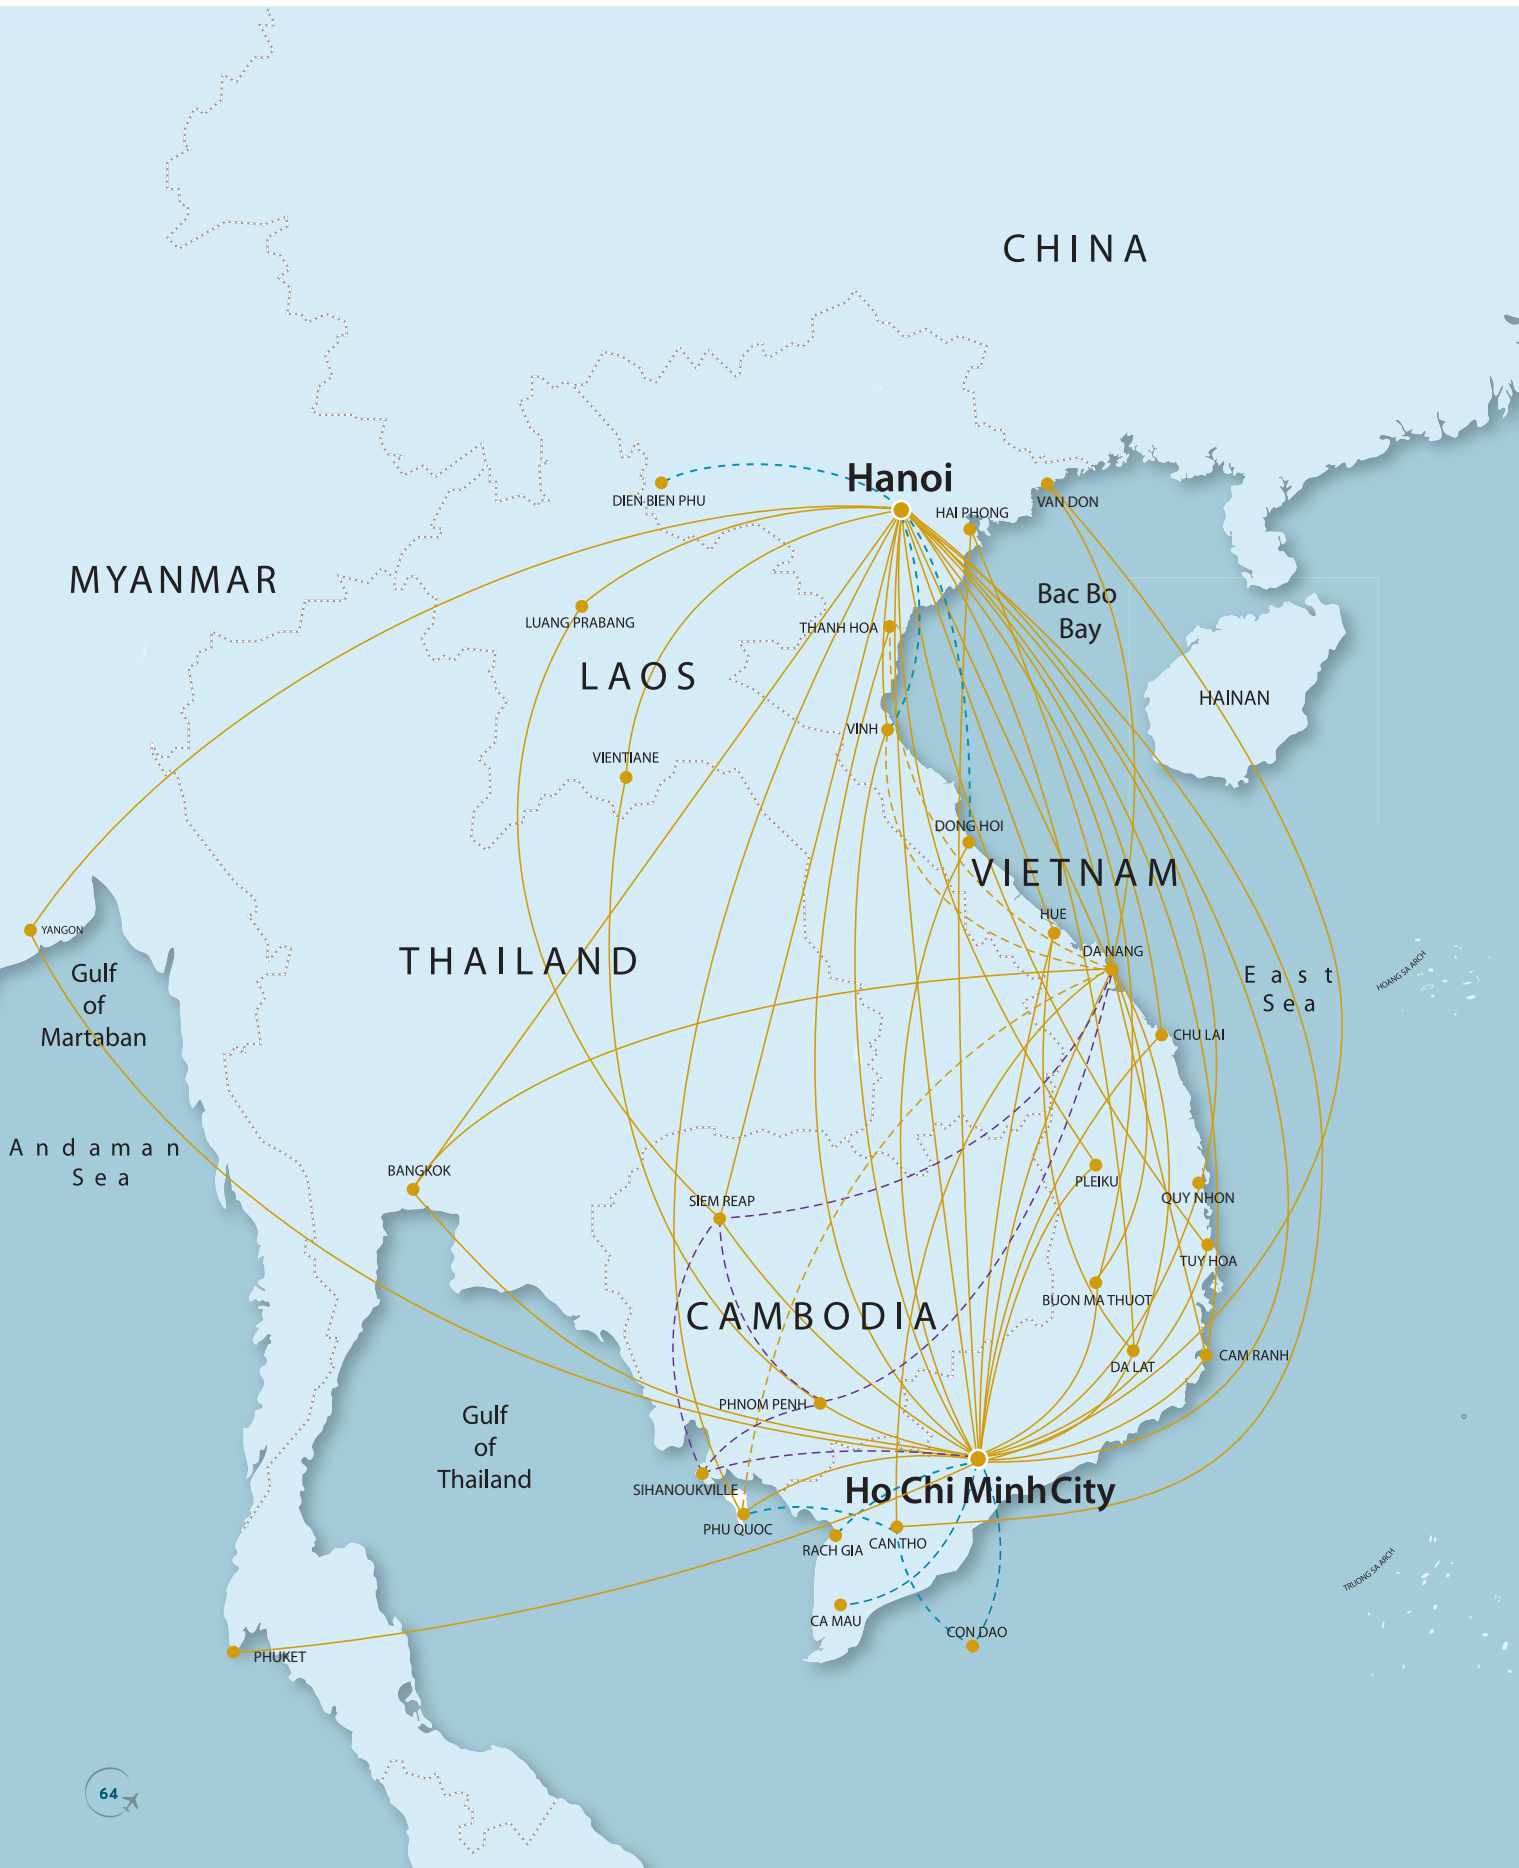 CHINA
Hanoi
DIEN BIEN PHU
VAN DON
HAI PHONG
MYANMAR
Bac Bo
Bay
LUANG PRABANG
THANH HOA
LAOS
HAINAN
VINH
VIENTIANE
DONG HOI
VIETNAM
HUE
YANGON
DA NANG
THAILAND
Gulf
of
Martaban
East
Sea
HOANG SA ARCH
CHU LAI
Andaman
Sea
BANGKOK
PLEIKU
SIEM REAP
QUY NHON
TUY HOA
BUON MA THUOT
CAMBODIA
DA LAT
CAM RANH
PHNOM PENH
Gulf
of
Thailand
SIHANOUKVILLE
Ho Chi Minh City
PHU QUOC
RACH GIA
CAN THO
TRUONG SA ARCH
CA MAU
CON DAO
PHUKET
64